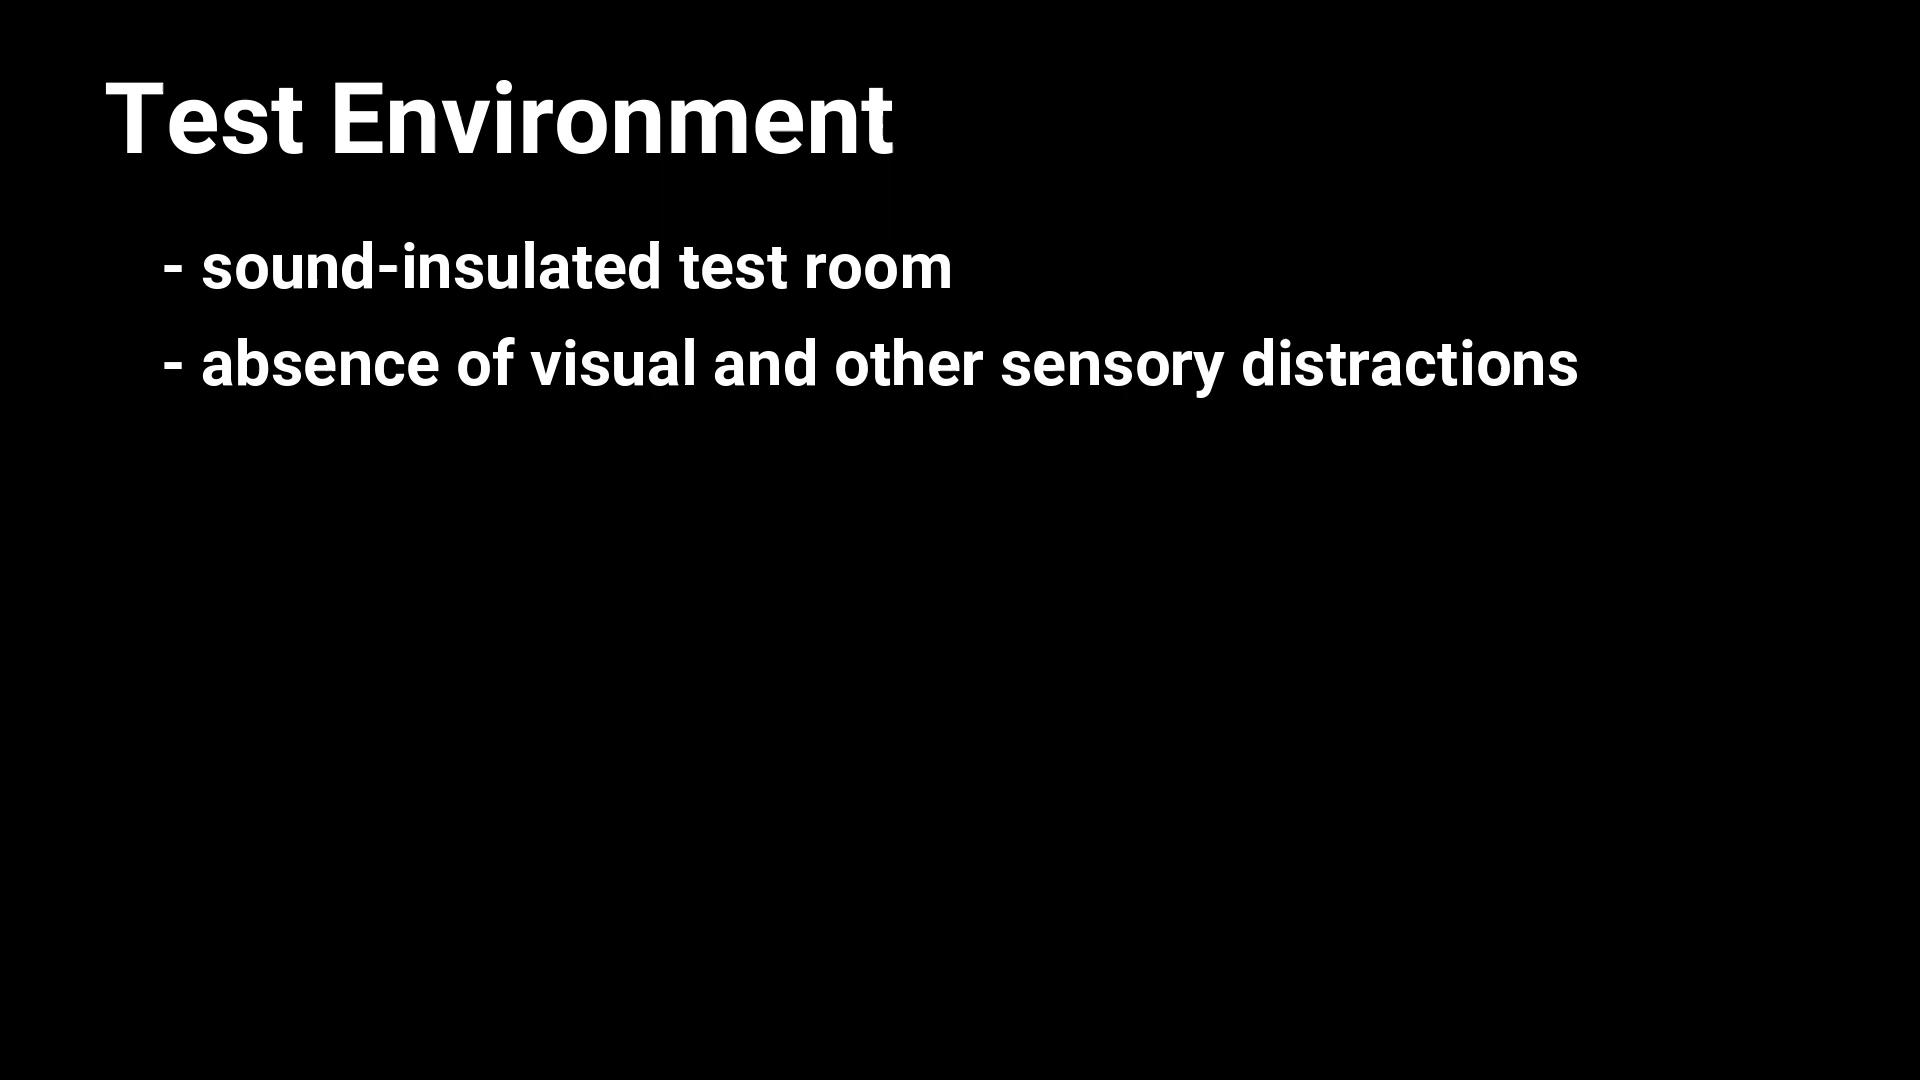 Test Environment
- sound-insulated test room
- absence of visual and other sensory distractions